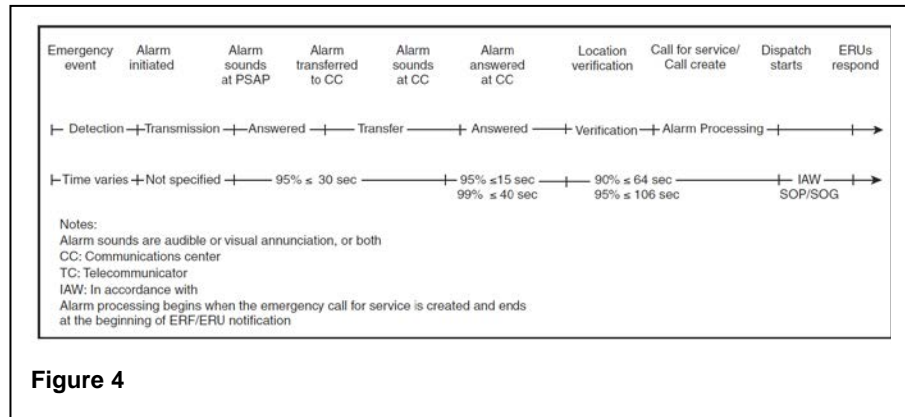 Emergency event
Alarm initiated
Alarm sounds at PSAP
Alarm transferred to CC
Alarm sounds at CC
Alarm answered at CC
Location verification
Call for service/ Call create
Dispatch starts
ERUs respond
Detection
Transmission
Answered
Transfer
Answered
Verification
Alarm Processing
Time varies
Not specified
95% ≤ 30 sec
95% ≤15 sec
99% ≤40 sec
90% ≤ 64 sec
95% ≤ 106 sec
IAW
SOP/SOG
Notes:
Alarm sounds are audible or visual annunciation, or both
CC: Communications center
TC: Telecommunicator
IAW: In accordance with
Alarm processing begins when the emergency call for service is created and ends
at the beginning of ERF/ERU notification
Figure 4